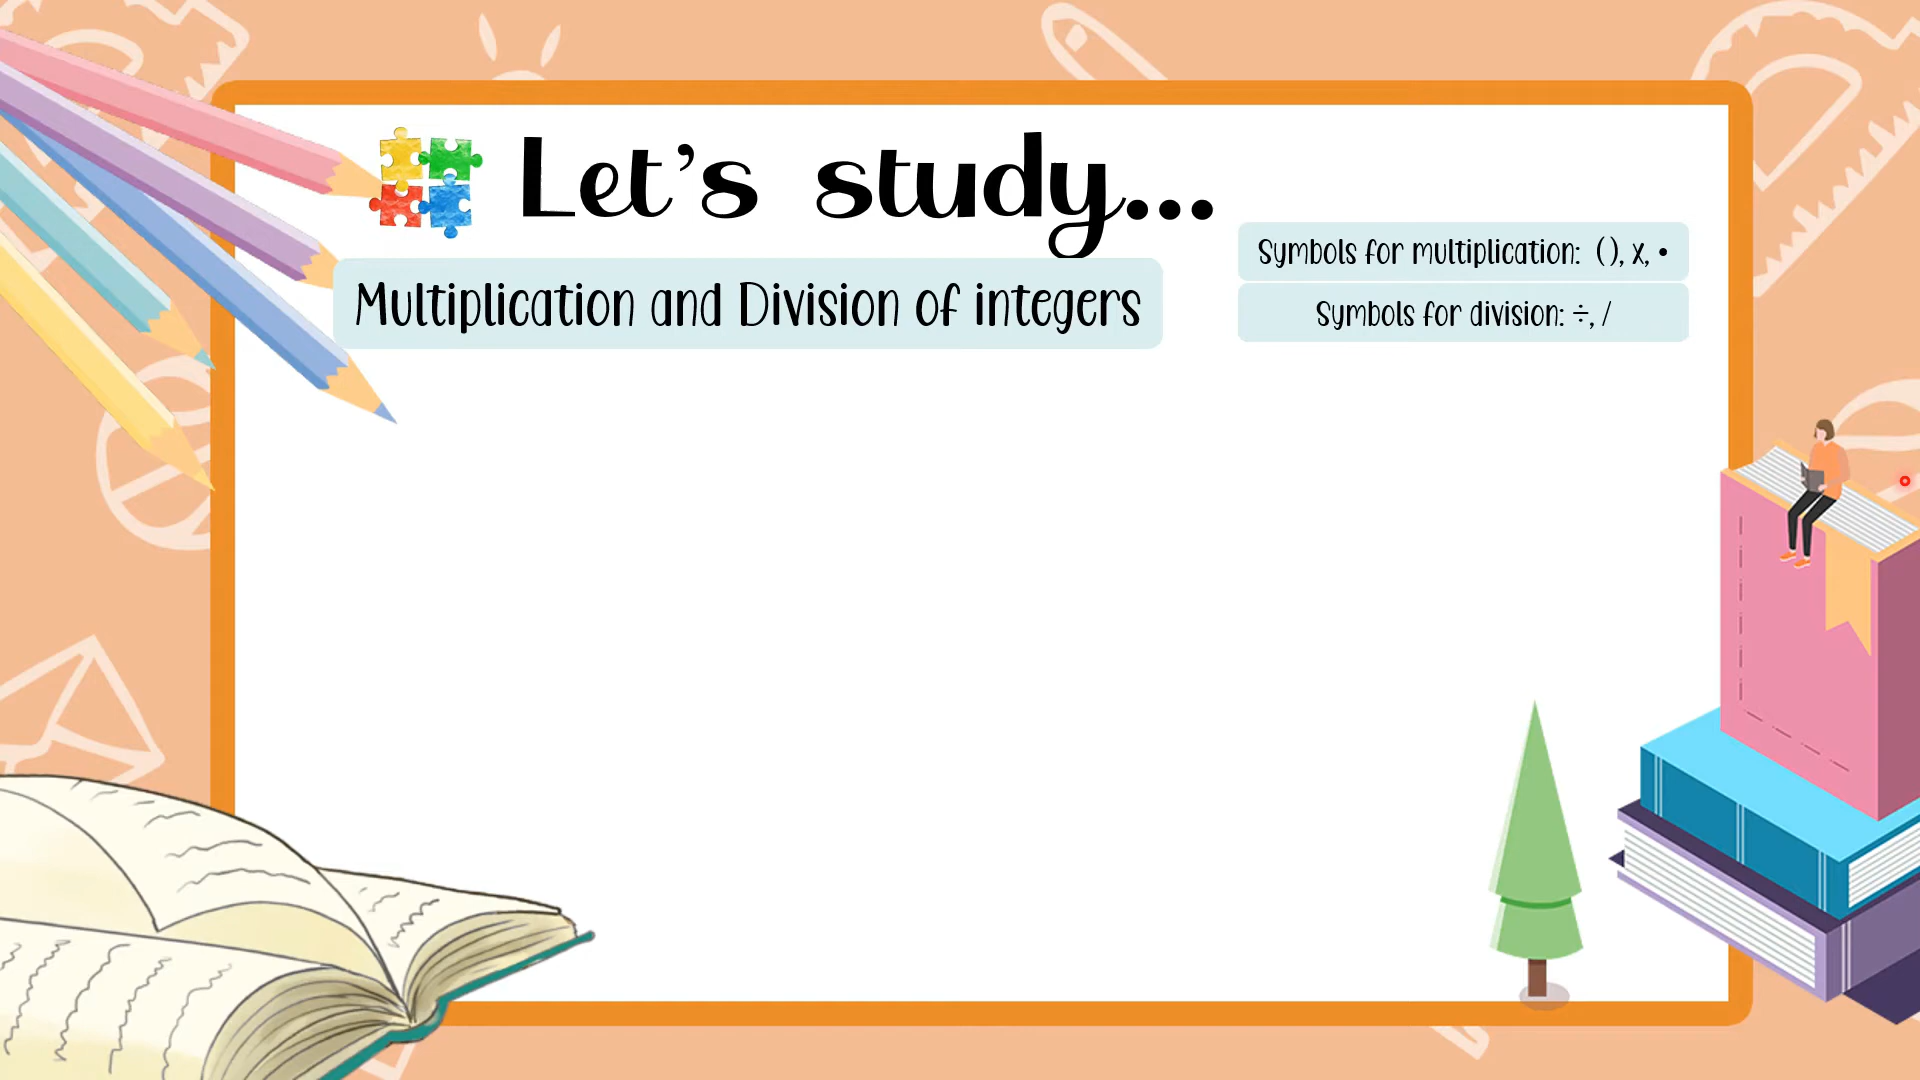 Let's study...
Multiplication and Division of integers
Symbols for multiplication: ( ), x, •
Symbols for division: ÷, /